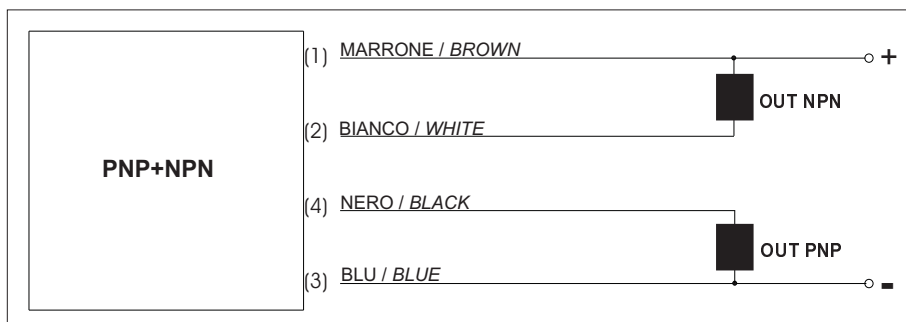 (1) MARRONE / BROWN
+
OUT NPN
(2) BIANCO / WHITE
PNP+NPN
(4) NERO / BLACK
OUT PNP
(3) BLU / BLUE
-